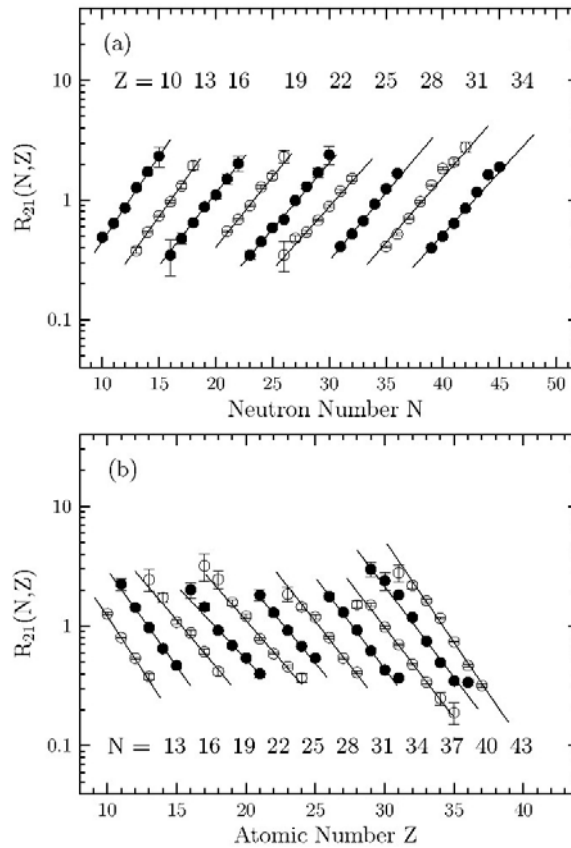 (a)
Z = 10 13 16 19 22 25 28 31 34
10
1
0.1
R21(N,Z)
10 15 20 25 30 35 40 45 50
Neutron Number N
(b)
10
1
0.1
R21(N,Z)
N = 13 16 19 22 25 28 31 34 37 40 43
10 15 20 25 30 35 40
Atomic Number Z